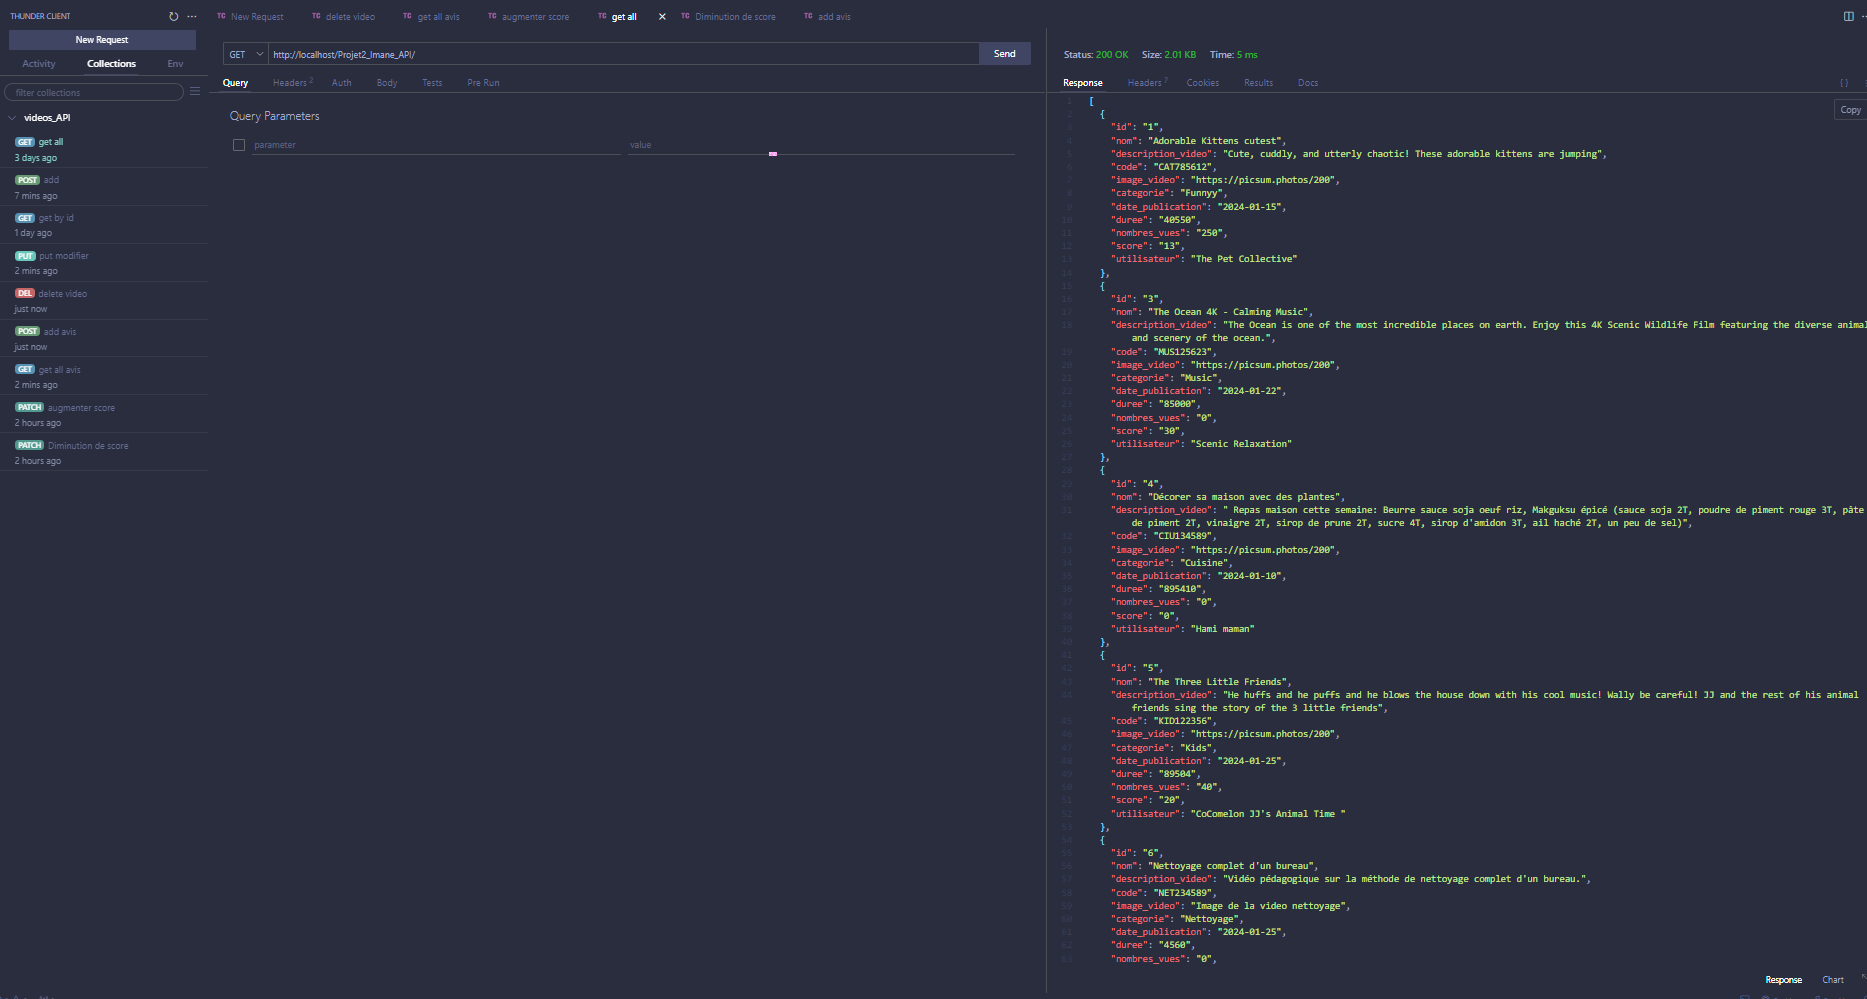 THUNDER CLIENT
New Request
Activity
Collections
Env
filter collections
videos_API
GET get all
3 days ago
POST add
7 mins ago
GET get by id
1 day ago
PUT put modifier
2 mins ago
DEL delete video
just now
POST add avis
just now
GET get all avis
2 mins ago
PATCH augmenter score
2 hours ago
PATCH Diminution de score
2 hours ago
TC New Request
TC delete video
TC get all avis
TC augmenter score
TC get all
TC Diminution de score
TC add avis
GET
http://localhost/Projet2_Imane_API/
Send
Query
Headers 2
Auth
Body
Tests
Pre Run
Query Parameters
parameter
value
Status: 200 OK Size: 2.01 KB Time: 5 ms
Response
Headers 7
Cookies
Results
Docs
{ }
Copy
[
{
"id": "1",
"nom": "Adorable Kittens cutest",
"description_video": "Cute, cuddly, and utterly chaotic! These adorable kittens are jumping",
"code": "CAT785612",
"image_video": "https://picsum.photos/200",
"categorie": "Funnyy",
"date_publication": "2024-01-15",
"duree": "40550",
"nombres_vues": "250",
"score": "13",
"utilisateur": "The Pet Collective"
},
{
"id": "3",
"nom": "The Ocean 4K - Calming Music",
"description_video": "The Ocean is one of the most incredible places on earth. Enjoy this 4K Scenic Wildlife Film featuring the diverse animal
and scenery of the ocean.",
"code": "MUS125623",
"image_video": "https://picsum.photos/200",
"categorie": "Music",
"date_publication": "2024-01-22",
"duree": "85000",
"nombres_vues": "0",
"score": "30",
"utilisateur": "Scenic Relaxation"
},
{
"id": "4",
"nom": "Décorer sa maison avec des plantes",
"description_video": " Repas maison cette semaine: Beurre sauce soja oeuf riz, Makguksu épicé (sauce soja 2T, poudre de piment rouge 3T, pâte
de piment 2T, vinaigre 2T, sirop de prune 2T, sucre 4T, sirop d'amidon 3T, ail haché 2T, un peu de sel)",
"code": "CIU134589",
"image_video": "https://picsum.photos/200",
"categorie": "Cuisine",
"date_publication": "2024-01-10",
"duree": "895410",
"nombres_vues": "0",
"score": "0",
"utilisateur": "Hami maman"
},
{
"id": "5",
"nom": "The Three Little Friends",
"description_video": "He huffs and he puffs and he blows the house down with his cool music! Wally be careful! JJ and the rest of his animal
friends sing the story of the 3 little friends",
"code": "KID122356",
"image_video": "https://picsum.photos/200",
"categorie": "Kids",
"date_publication": "2024-01-25",
"duree": "89504",
"nombres_vues": "40",
"score": "20",
"utilisateur": "CoComelon JJ's Animal Time "
},
{
"id": "6",
"nom": "Nettoyage complet d'un bureau",
"description_video": "Vidéo pédagogique sur la méthode de nettoyage complet d'un bureau.",
"code": "NET234589",
"image_video": "Image de la video nettoyage",
"categorie": "Nettoyage",
"date_publication": "2024-01-25",
"duree": "4560",
"nombres_vues": "0",
Response
Chart